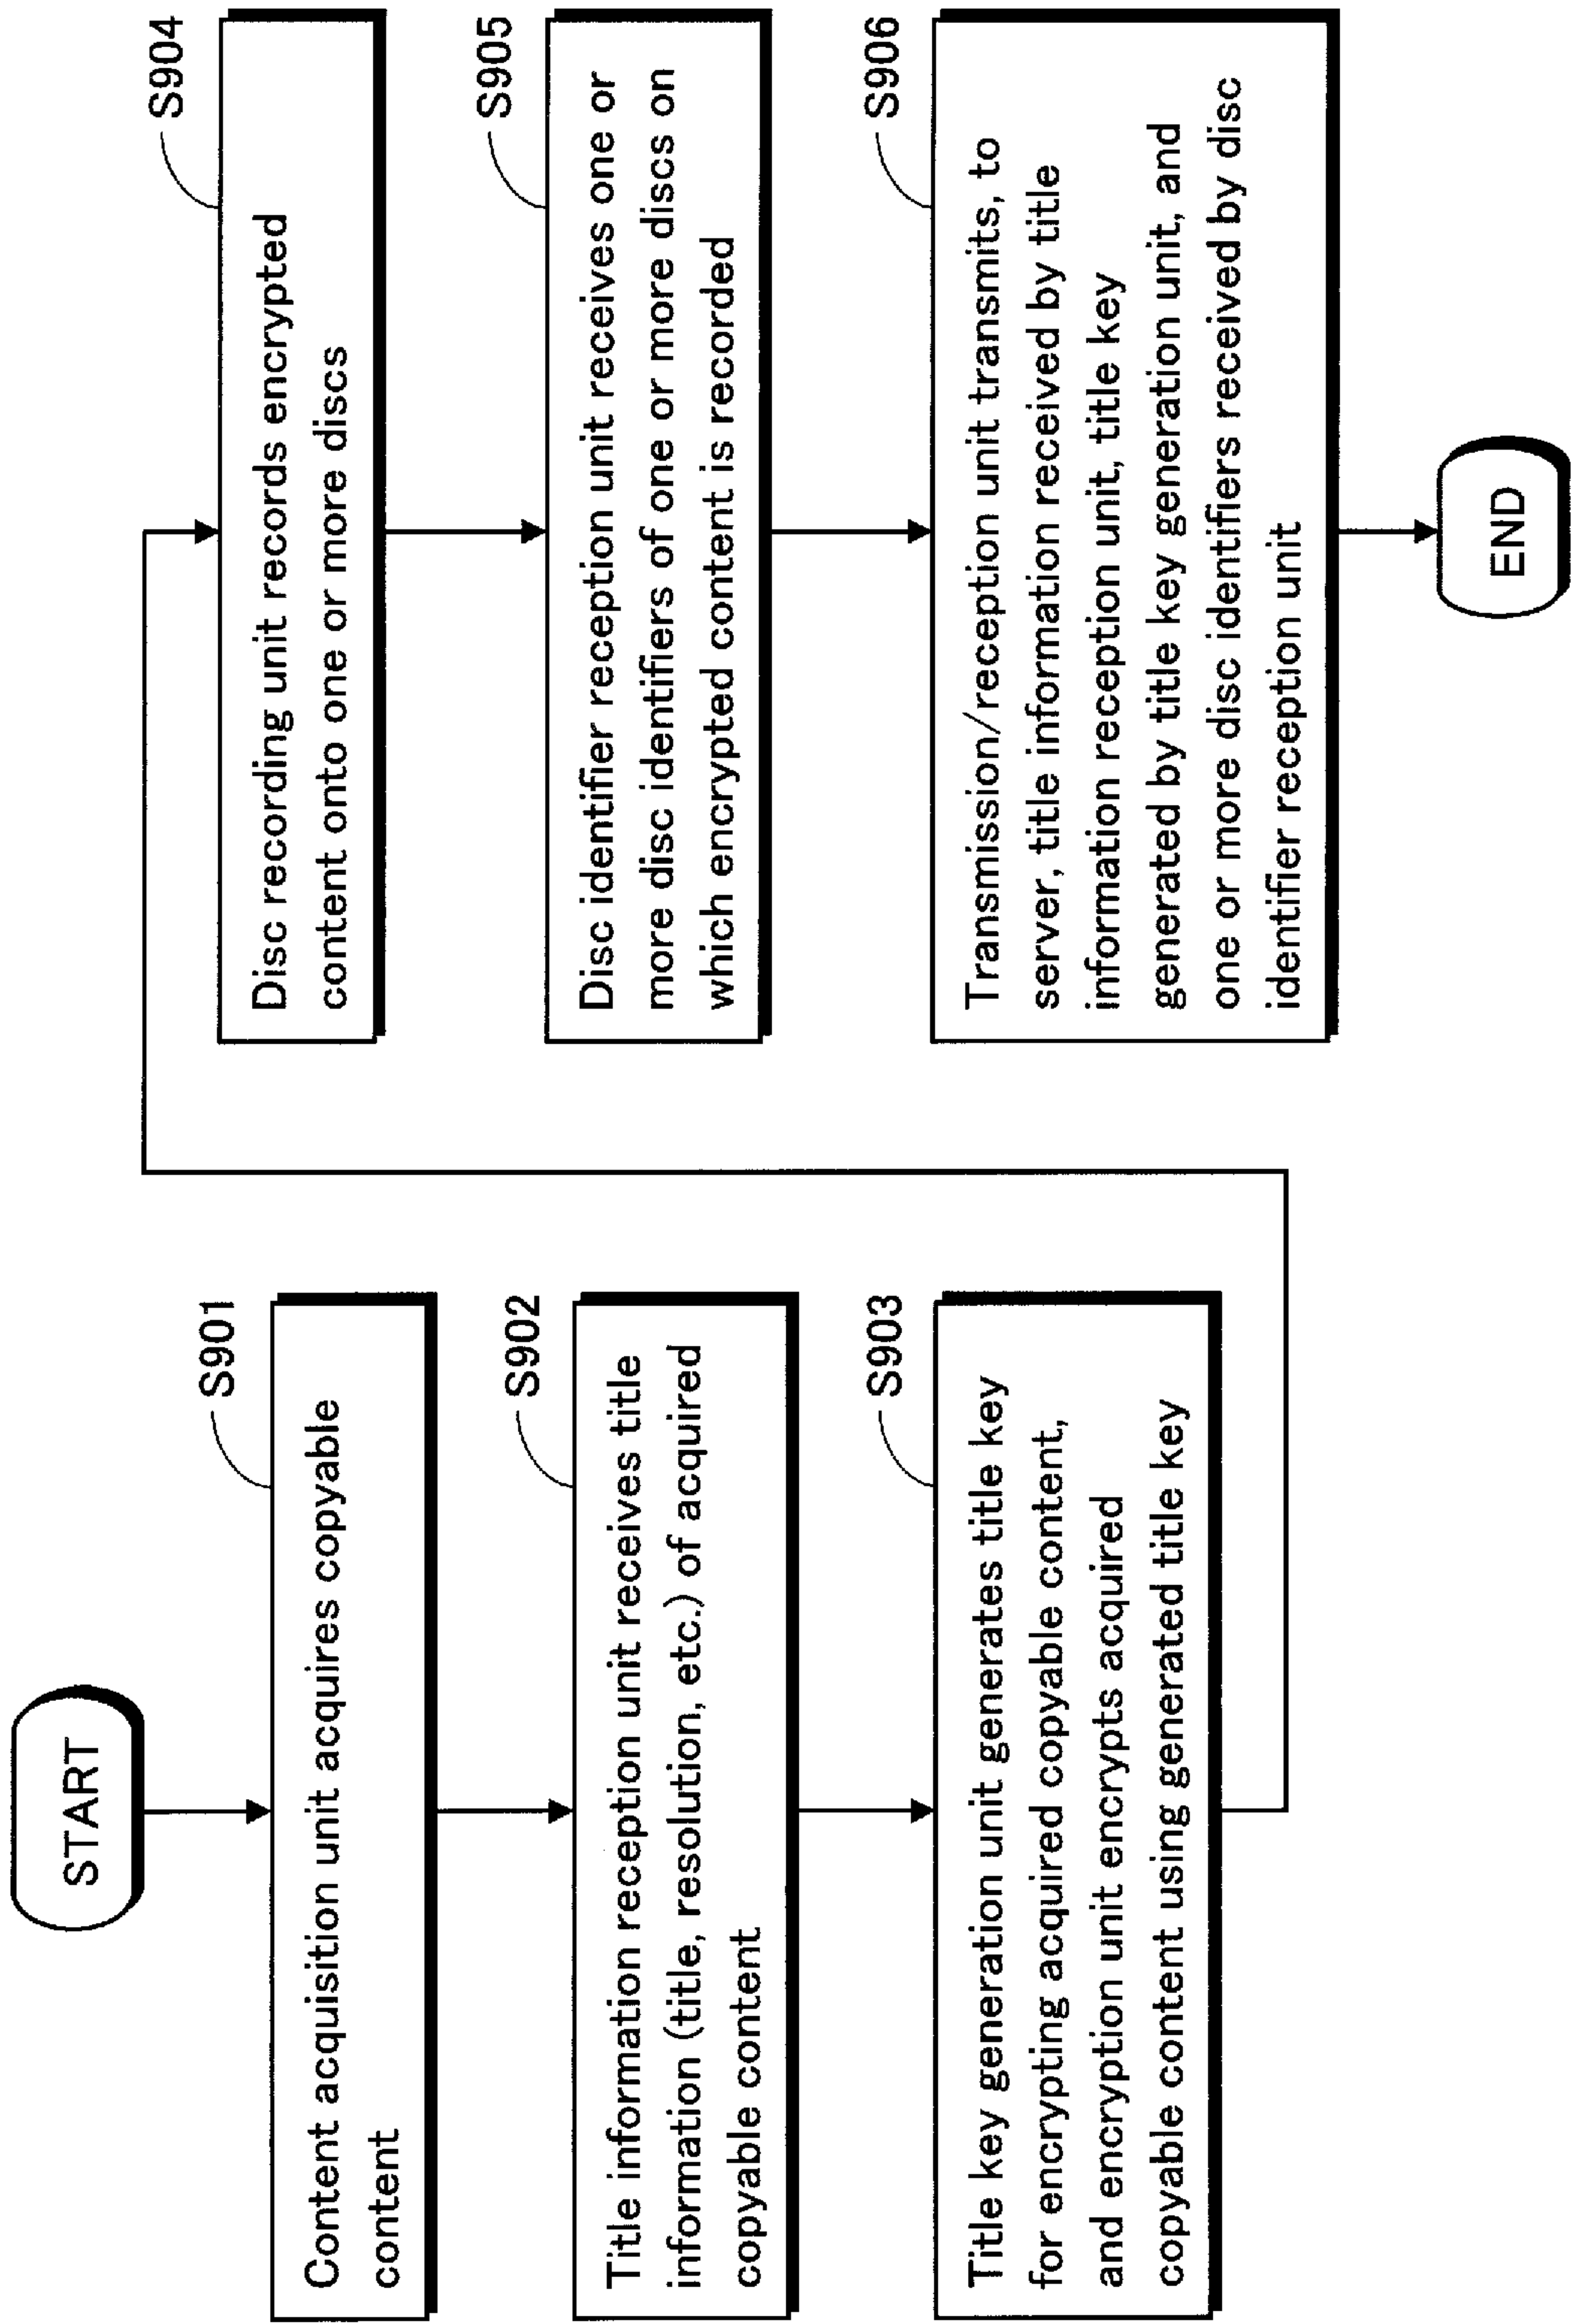 START
S901
Content acquisition unit acquires copyable
content
S902
Title information reception unit receives title
information (title, resolution, etc.) of acquired
copyable content
S903
Title key generation unit generates title key
for encrypting acquired copyable content,
and encryption unit encrypts acquired
copyable content using generated title key
S904
Disc recording unit records encrypted
content onto one or more discs
S905
Disc identifier reception unit receives one or
more disc identifiers of one or more discs on
which encrypted content is recorded
S906
Transmission/reception unit transmits, to
server, title information received by title
information reception unit, title key
generated by title key generation unit, and
one or more disc identifiers received by disc
identifier reception unit
END